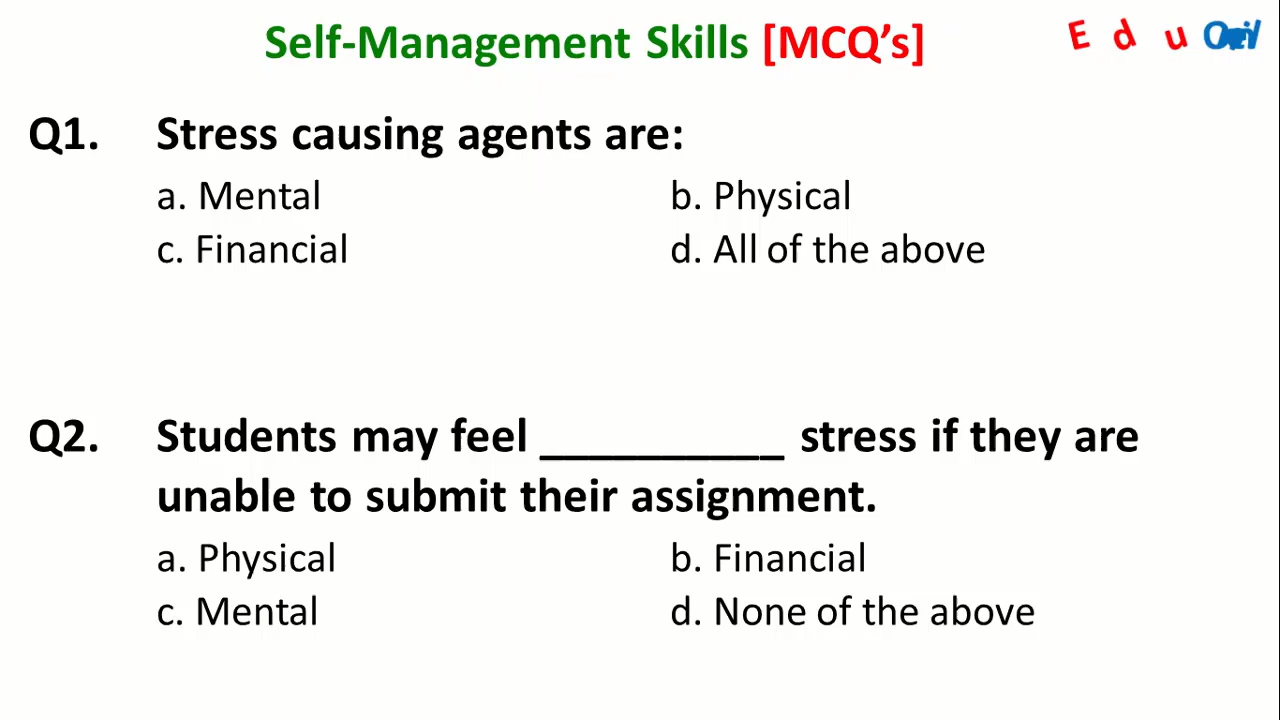 Self-Management Skills [MCQ’s]
E d u
Q1. Stress causing agents are:
a. Mental b. Physical
c. Financial d. All of the above
Q2. Students may feel __________ stress if they are
unable to submit their assignment.
a. Physical b. Financial
c. Mental d. None of the above